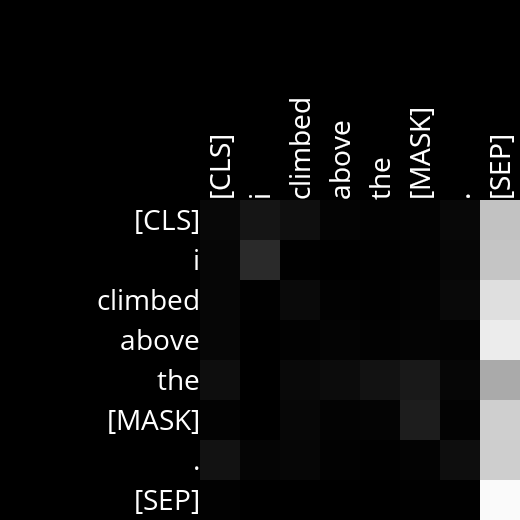 [CLS] i climbed above the [MASK] . [SEP]
[CLS]
i
climbed
above
the
[MASK]
.
[SEP]